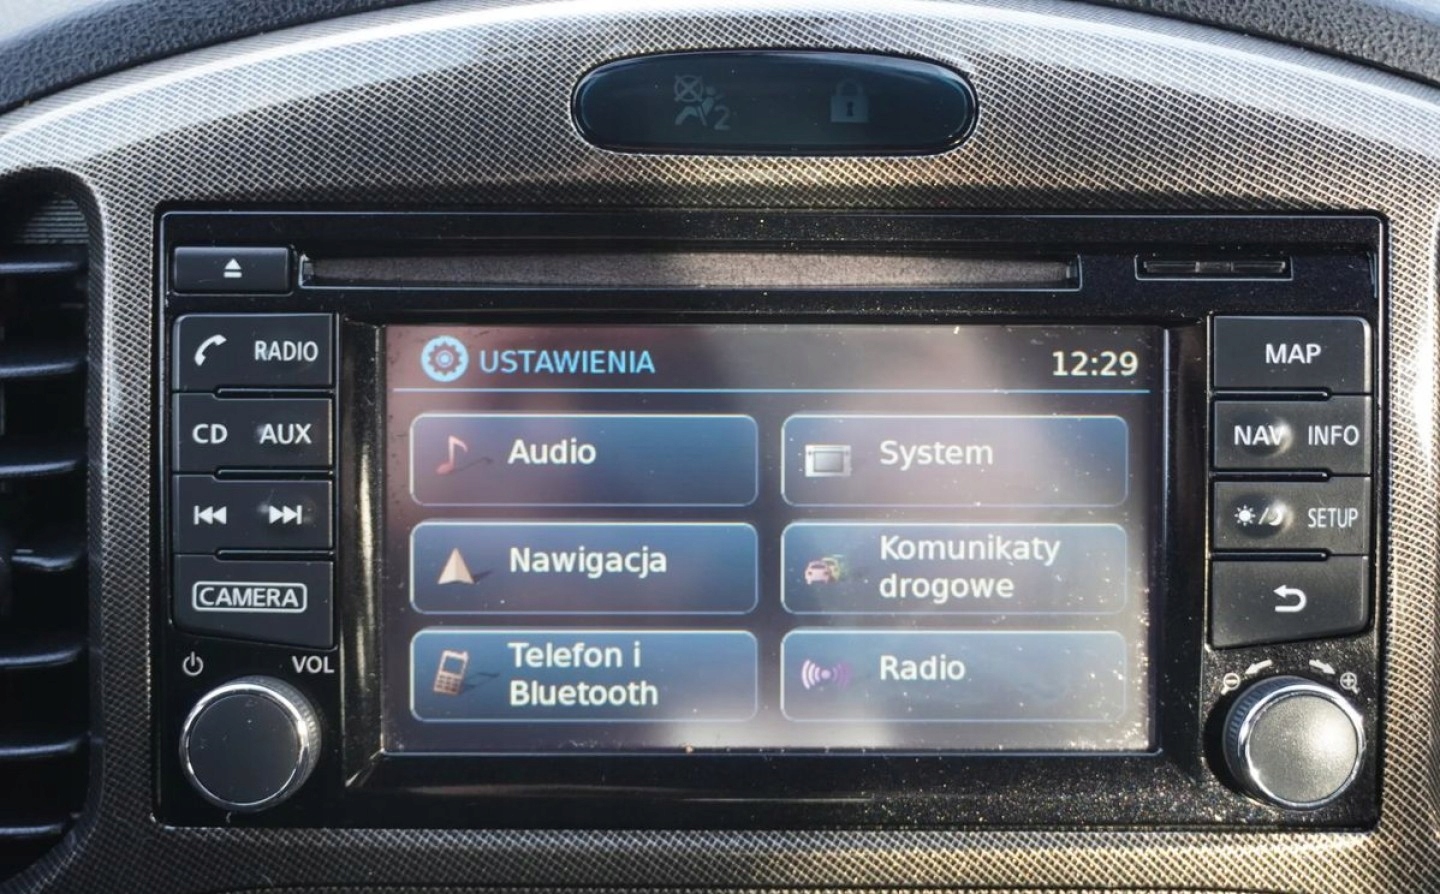 2
RADIO
CD AUX
CAMERA
VOL
USTAWIENIA
12:29
Audio
System
Nawigacja
Komunikaty
drogowe
Telefon i
Bluetooth
Radio
MAP
NAV INFO
SETUP